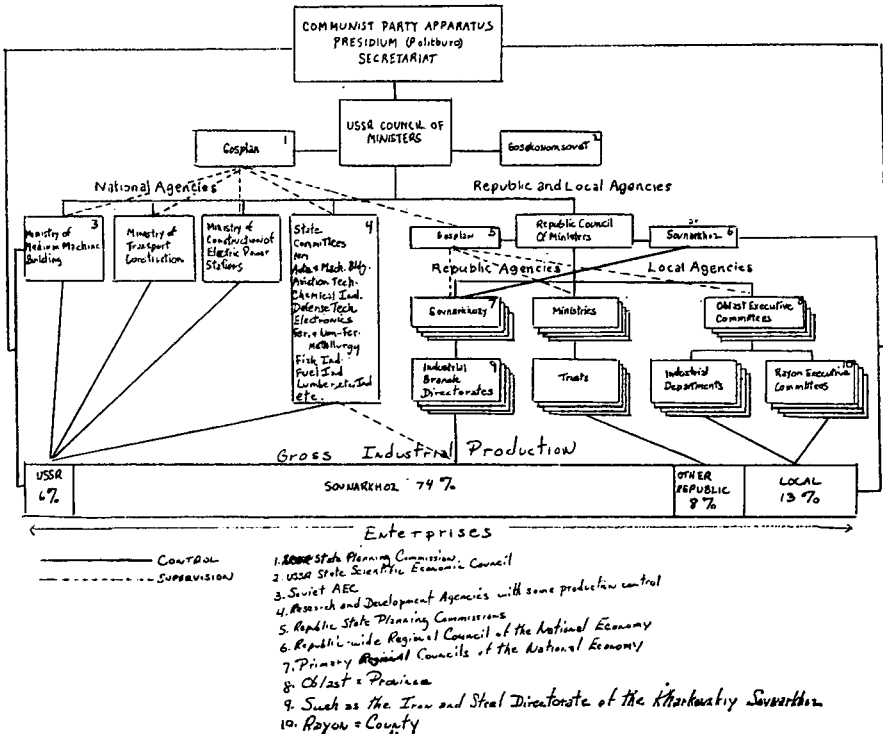 COMMUNIST PARTY APPARATUS
PRESIDIUM (Politburo)
SECRETARIAT
USSR COUNCIL OF
MINISTERS
1
Gosplan
2
Gosekonomsovet
National Agencies
Republic and Local Agencies
3
Ministry of
Medium Machine
Building
Ministry of
Transport
Construction
Ministry of
Construction of
Electric Power
Stations
4
State
Committees
Auto & Mach. Bldg.
Aviation Tech.
Chemical Ind.
Defense Tech
Electronics
Fer. & Non-Fer.
Metallurgy
Fish Ind.
Fuel Ind
Lumber, etc, Ind
etc.
Gosplan 5
Republic Council
Of Ministers
Sovnarkhoz 6
Republic Agencies
Local Agencies
7
Sovnarkhozy
Ministries
8
Oblast Executive
Committees
9
Industrial
Branch
Directorates
Trusts
Industrial
Departments
10
Rayon Executive
Committees
Gross Industrial Production
USSR
6%
SOVNARKHOZ 74%
OTHER
REPUBLIC
8%
LOCAL
13%
Enterprises
CONTROL
SUPERVISION
1. State Planning Commission
2. USSR State Scientific Economic Council
3. Soviet AEC
4. Research and Development Agencies with some production control
5. Republic State Planning Commissions
6. Republic-wide Regional Council of the National Economy
7. Primary Regional Councils of the National Economy
8. Oblast = Province
9. Such as the Iron and Steel Directorate of the Kharkovskiy Sovnarkhoz
10. Rayon = County